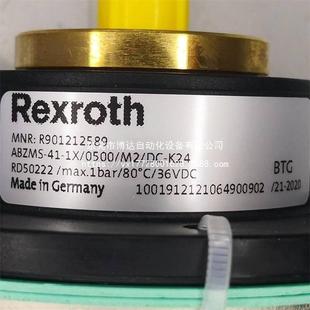 Rexroth
MNR: R901212589
ABZMS-41-1X/0500/M2/DC-K24
RD50222 /max.1bar/80°C/36VDC
Made in Germany
BTG
1001912121064900902 /21-2020